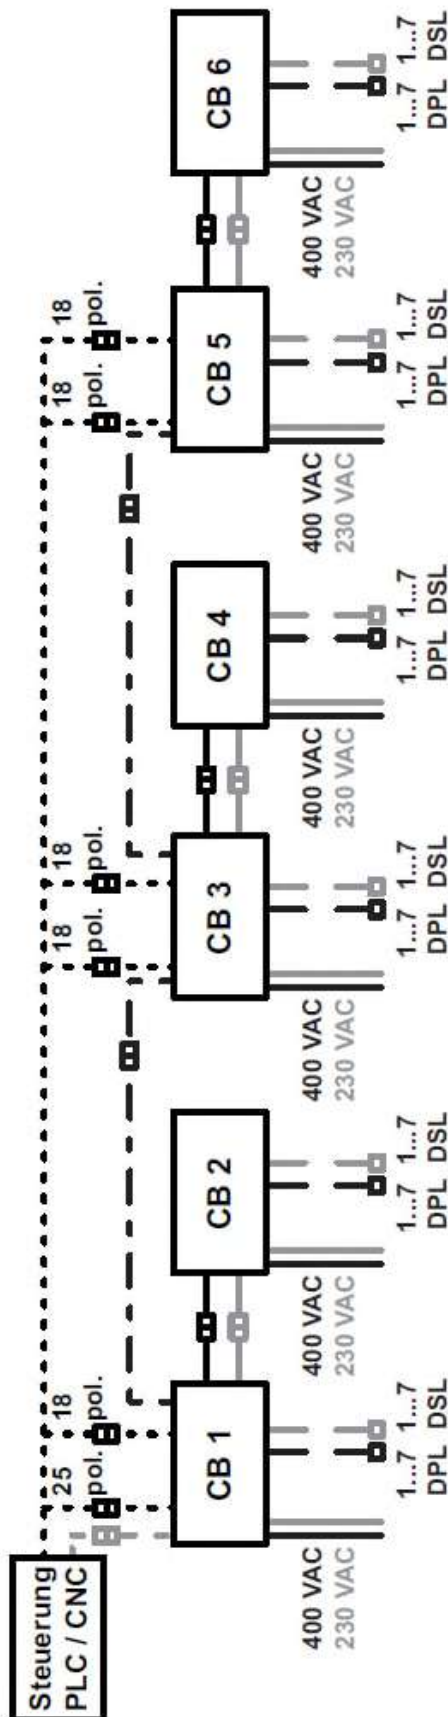 Steuerung
PLC / CNC
25 pol.
18 pol.
18 pol.
18 pol.
18 pol.
18 pol.
CB 1
CB 2
CB 3
CB 4
CB 5
CB 6
400 VAC
230 VAC
1...7 1...7
DPL DSL
400 VAC
230 VAC
1...7 1...7
DPL DSL
400 VAC
230 VAC
1...7 1...7
DPL DSL
400 VAC
230 VAC
1...7 1...7
DPL DSL
400 VAC
230 VAC
1...7 1...7
DPL DSL
400 VAC
230 VAC
1...7 1...7
DPL DSL